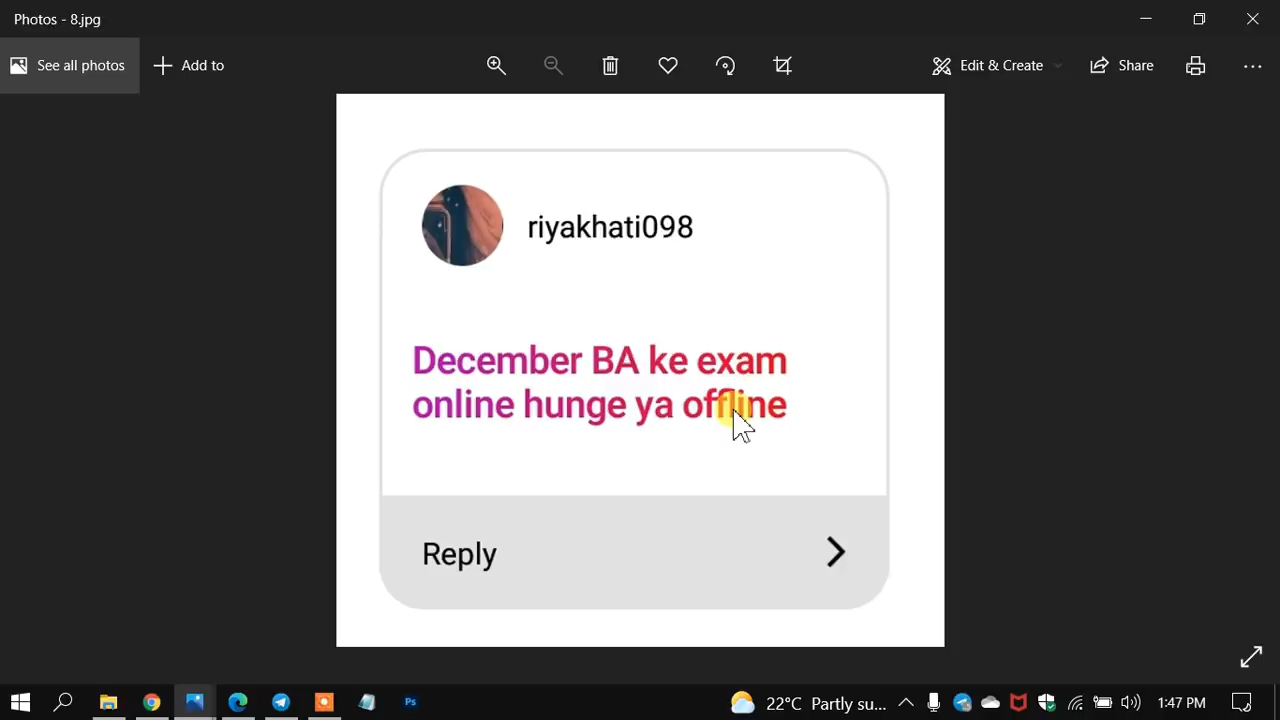 Photos - 8.jpg
See all photos
Add to
Edit & Create
Share
riyakhati098
December BA ke exam
online hunge ya offline
Reply
Ps
22°C Partly su...
1:47 PM